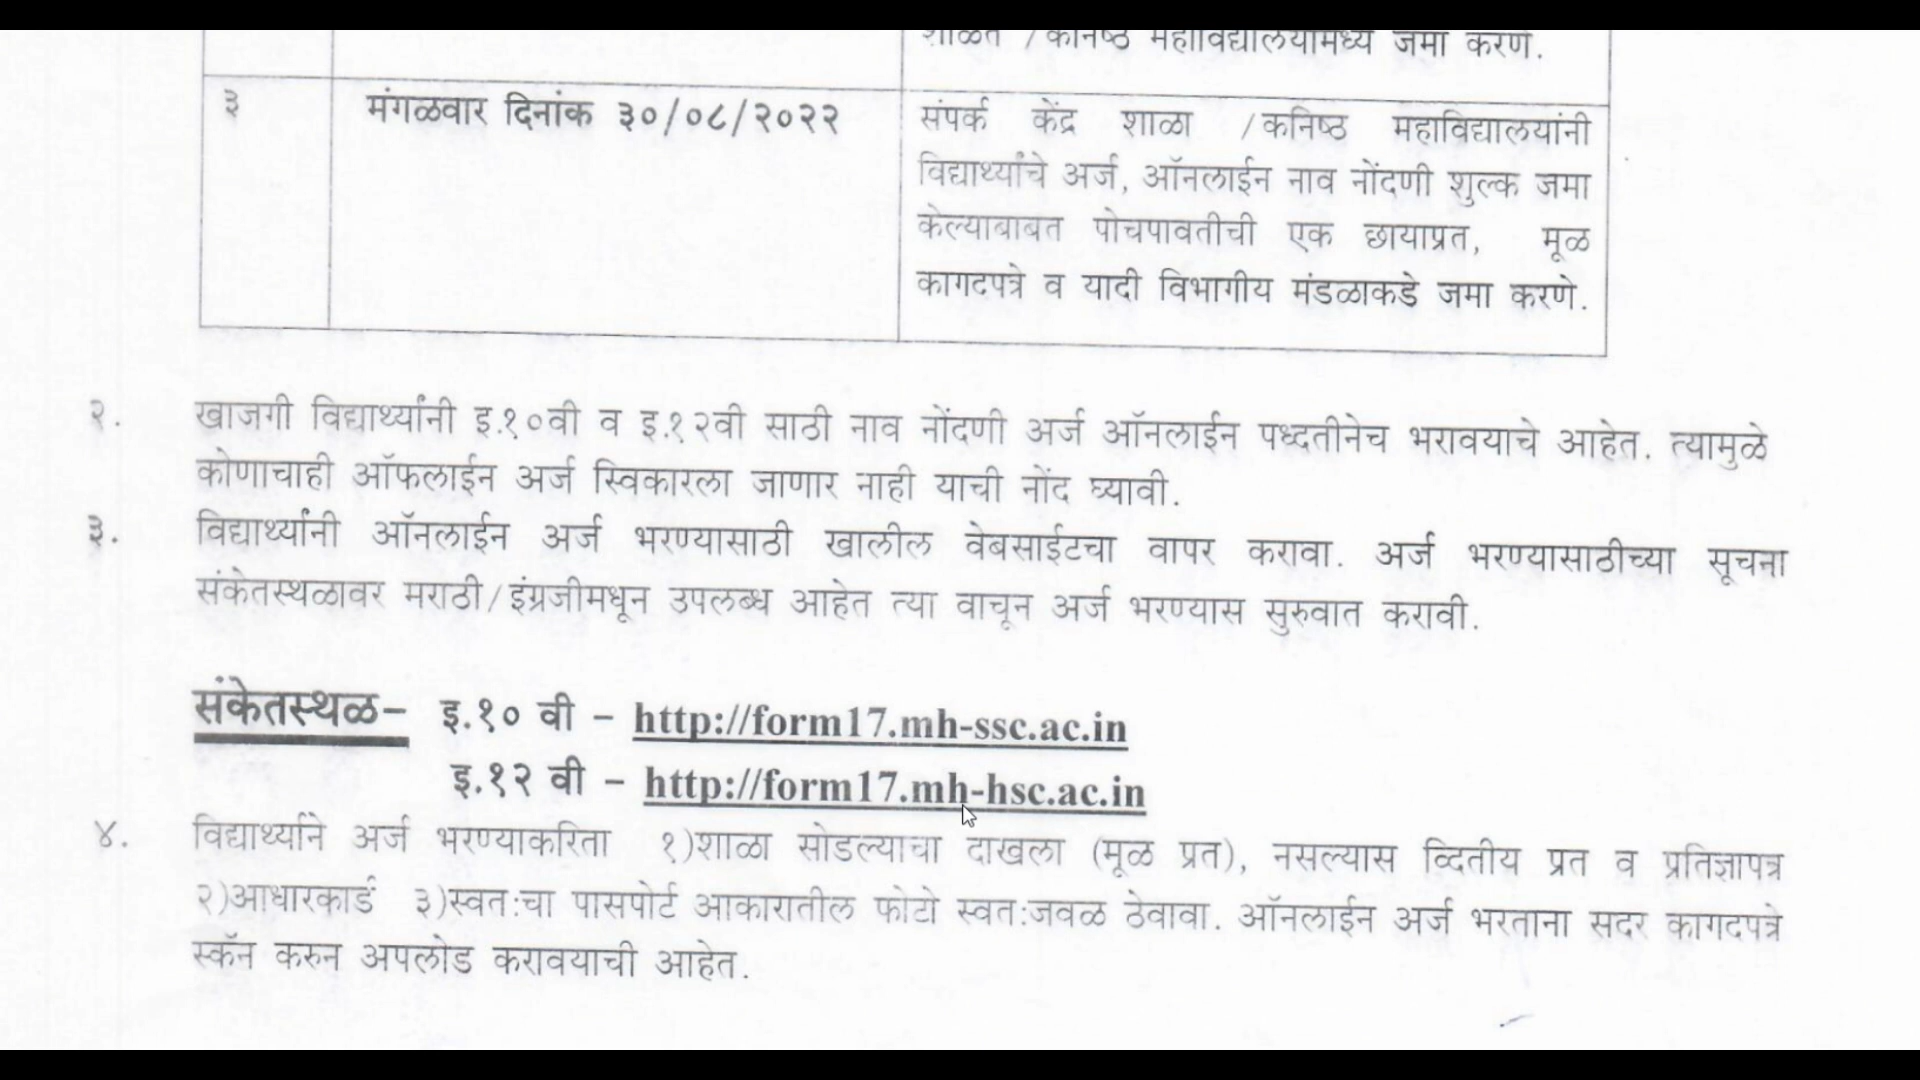 शाळेत / कनिष्ठ महाविद्यालयामध्ये जमा करणे.
३ मंगळवार दिनांक ३०/०८/२०२२ संपर्क केंद्र शाळा /कनिष्ठ महाविद्यालयांनी
विद्यार्थ्यांचे अर्ज, ऑनलाईन नाव नोंदणी शुल्क जमा
केल्याबाबत पोचपावतीची एक छायाप्रत, मूळ
कागदपत्रे व यादी विभागीय मंडळाकडे जमा करणे.
२. खाजगी विद्यार्थ्यांनी इ.१०वी व इ.१२वी साठी नाव नोंदणी अर्ज ऑनलाईन पध्दतीनेच भरावयाचे आहेत. त्यामुळे
कोणाचाही ऑफलाईन अर्ज स्विकारला जाणार नाही याची नोंद घ्यावी.
३. विद्यार्थ्यांनी ऑनलाईन अर्ज भरण्यासाठी खालील वेबसाईटचा वापर करावा. अर्ज भरण्यासाठीच्या सूचना
संकेतस्थळावर मराठी/इंग्रजीमधून उपलब्ध आहेत त्या वाचून अर्ज भरण्यास सुरुवात करावी.
संकेतस्थळ– इ.१० वी – http://form17.mh-ssc.ac.in
इ.१२ वी – http://form17.mh-hsc.ac.in
४. विद्यार्थ्याने अर्ज भरण्याकरिता १)शाळा सोडल्याचा दाखला (मूळ प्रत), नसल्यास व्दितीय प्रत व प्रतिज्ञापत्र
२)आधारकार्ड ३)स्वतःचा पासपोर्ट आकारातील फोटो स्वतःजवळ ठेवावा. ऑनलाईन अर्ज भरताना सदर कागदपत्रे
स्कॅन करुन अपलोड करावयाची आहेत.